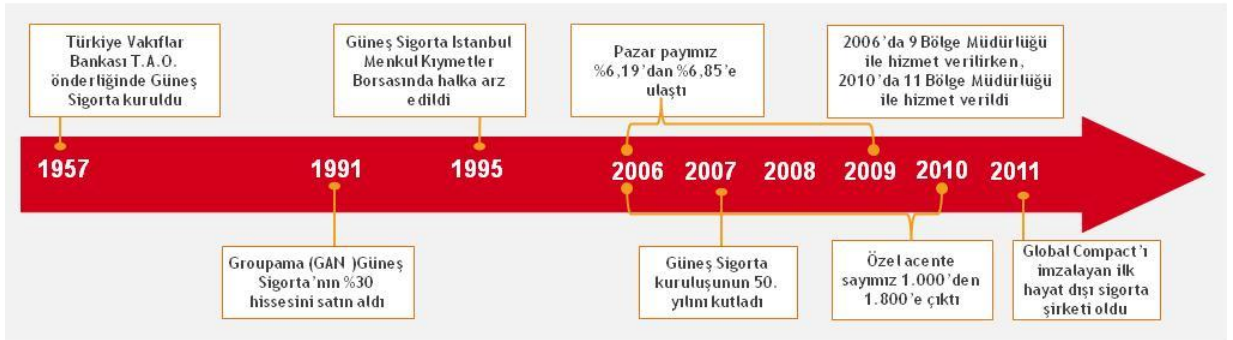 Türkiye Vakıflar
Bankası T.A.O.
önderliğinde Güneş
Sigorta kuruldu
Güneş Sigorta İstanbul
Menkul Kıymetler
Borsasında halka arz
edildi
Pazar payımız
%6,19'dan %6,85'e
ulaştı
2006'da 9 Bölge Müdürlüğü
ile hizmet verilirken,
2010'da 11 Bölge Müdürlüğü
ile hizmet verildi
1957
1991
1995
2006
2007
2008
2009
2010
2011
Groupama (GAN )Güneş
Sigorta'nın %30
hissesini satın aldı
Güneş Sigorta
kuruluşunun 50.
yılını kutladı
Özel acente
sayımız 1.000'den
1.800'e çıktı
Global Compact'ı
imzalayan ilk
hayat dışı sigorta
şirketi oldu